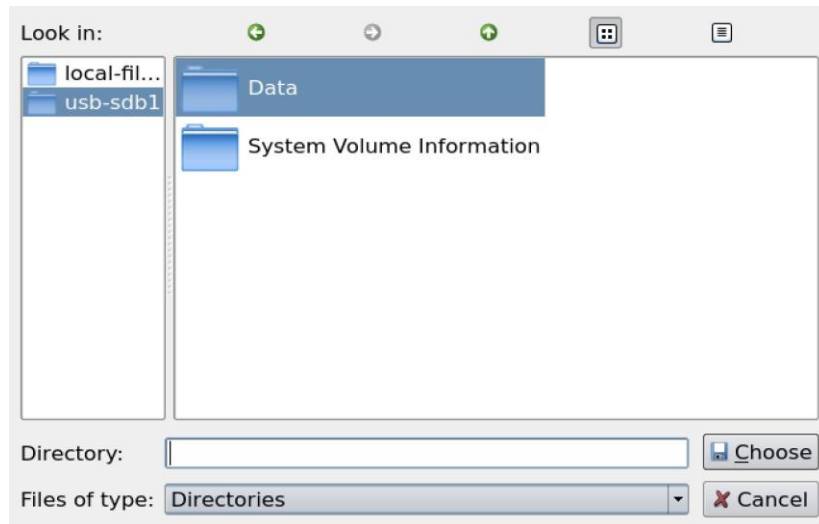 Look in:
local-fil...
usb-sdb1
Data
System Volume Information
Directory:
Choose
Files of type: Directories
Cancel